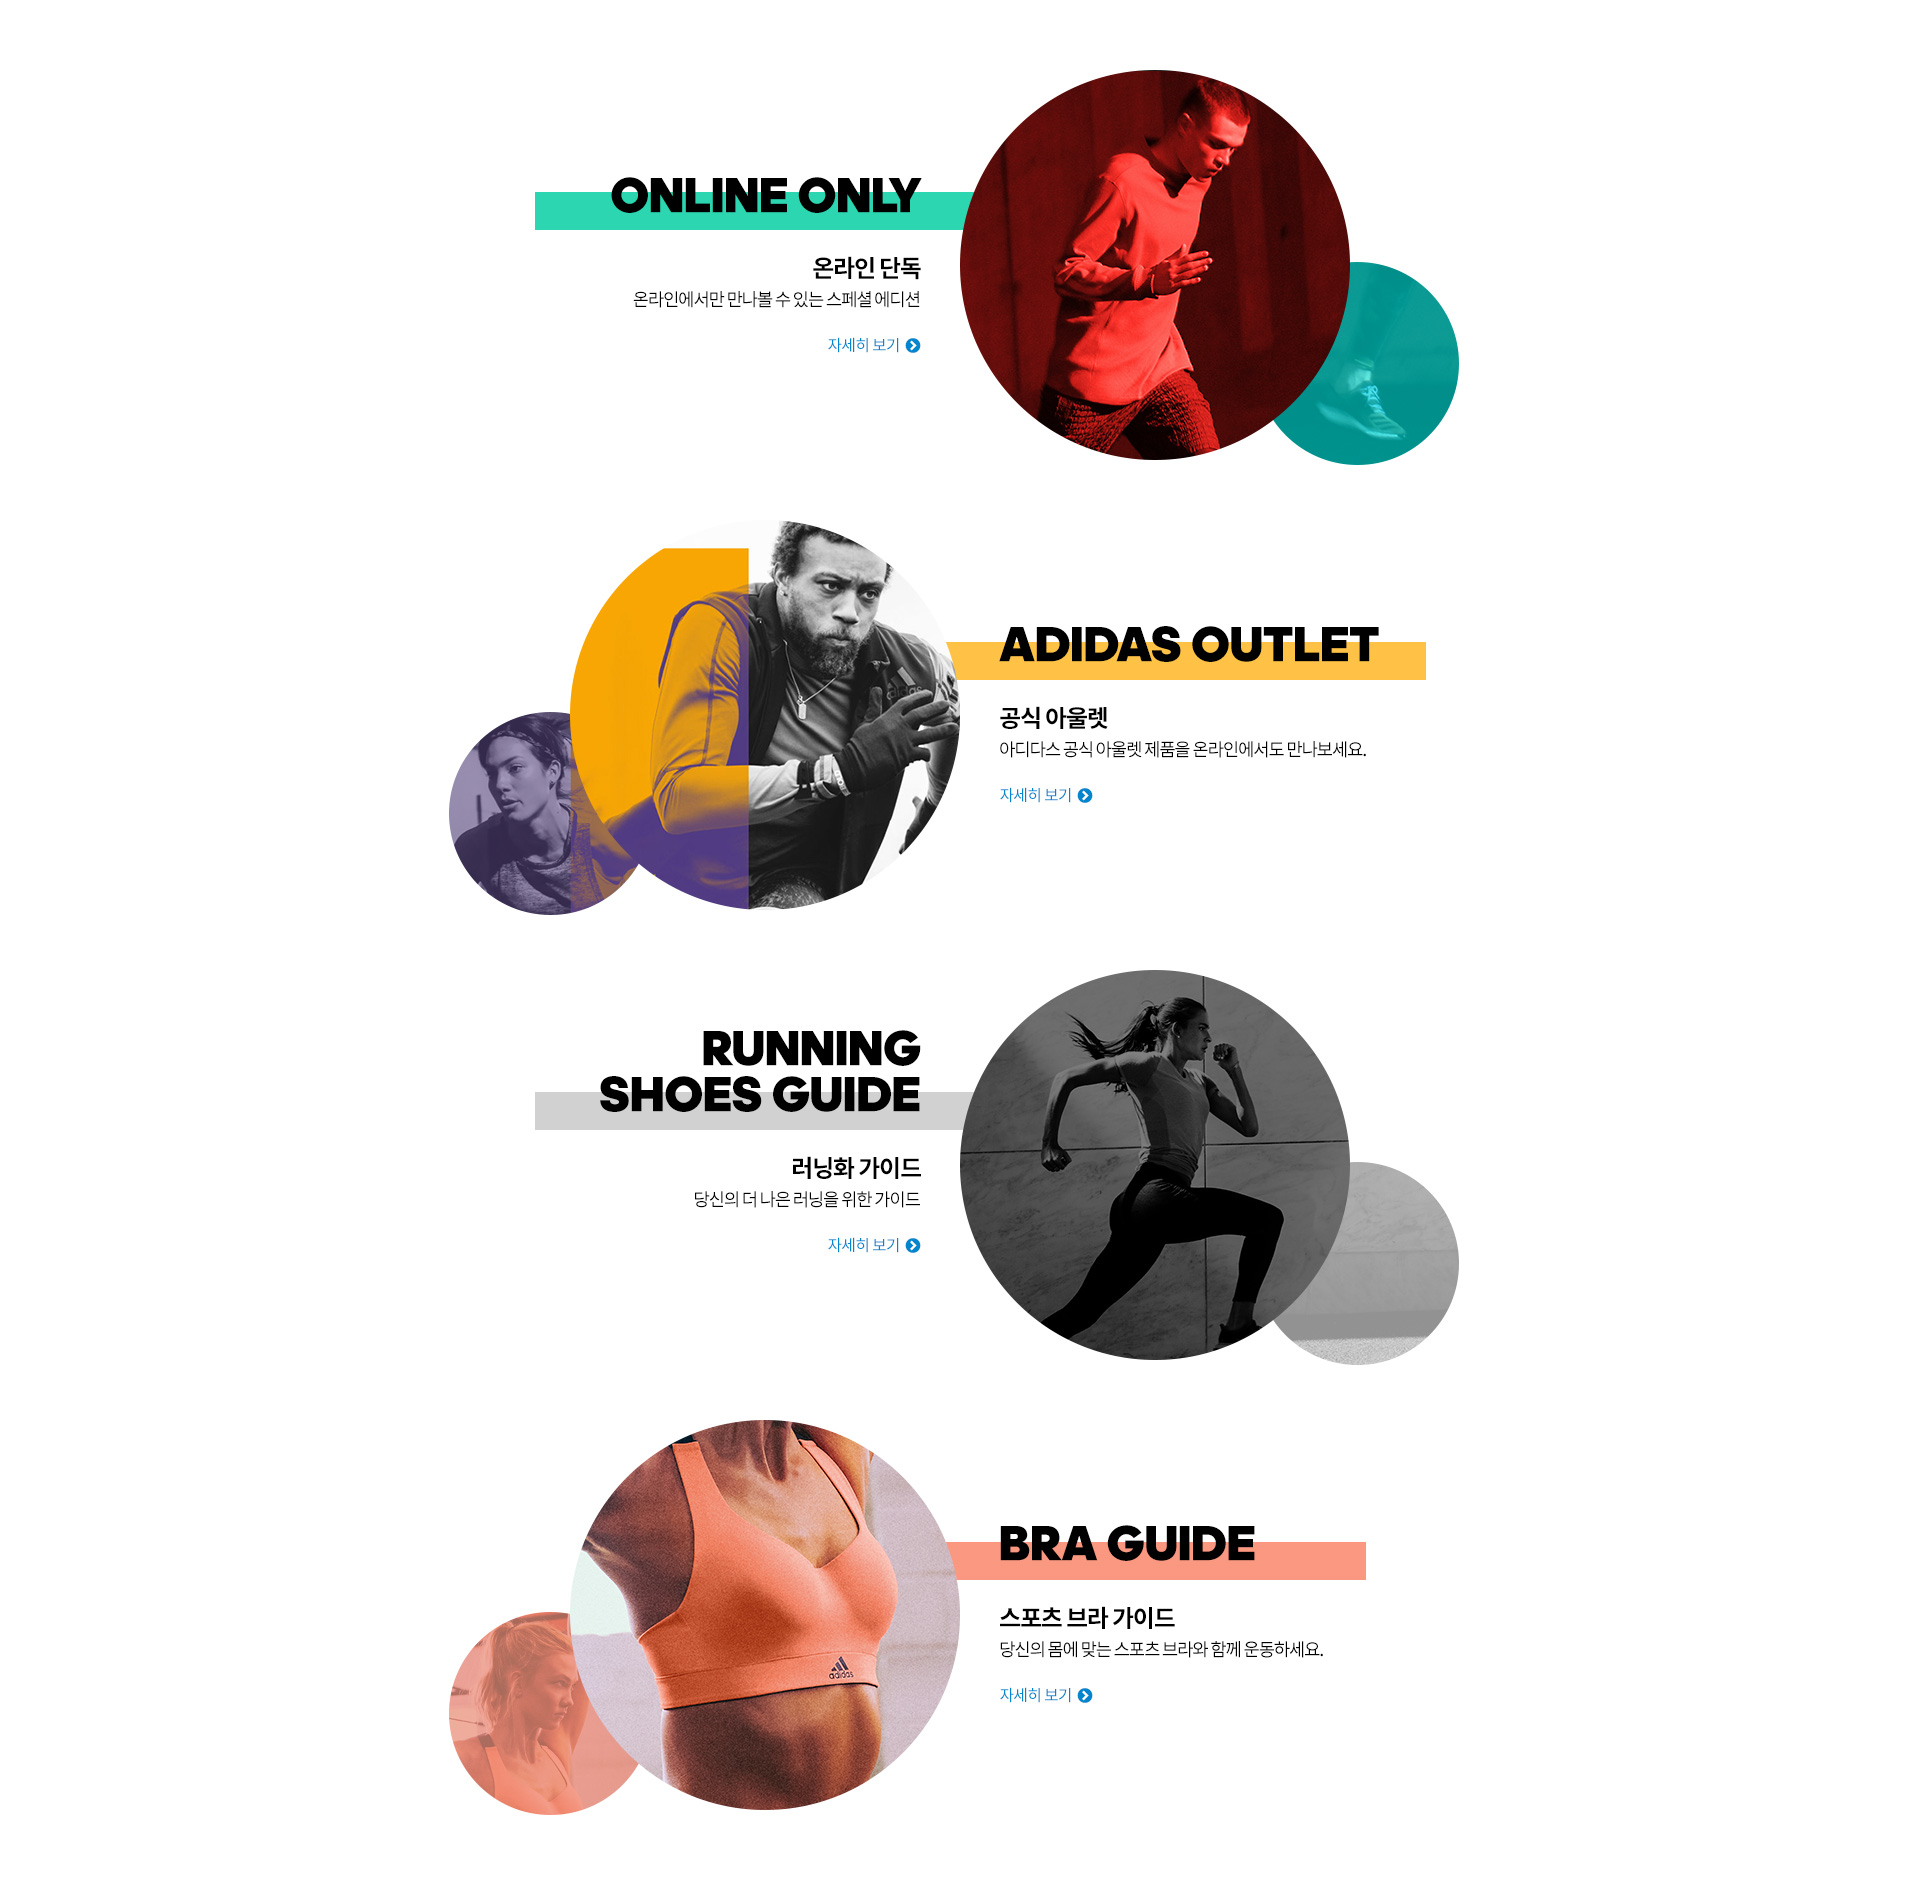 ONLINE ONLY
온라인 단독
온라인에서만 만나볼 수 있는 스페셜 에디션
자세히 보기
adidas
ADIDAS OUTLET
공식 아울렛
아디다스 공식 아울렛 제품을 온라인에서도 만나보세요.
자세히 보기
RUNNING
SHOES GUIDE
러닝화 가이드
당신의 더 나은 러닝을 위한 가이드
자세히 보기
adidas
BRA GUIDE
스포츠 브라 가이드
당신의 몸에 맞는 스포츠 브라와 함께 운동하세요.
자세히 보기